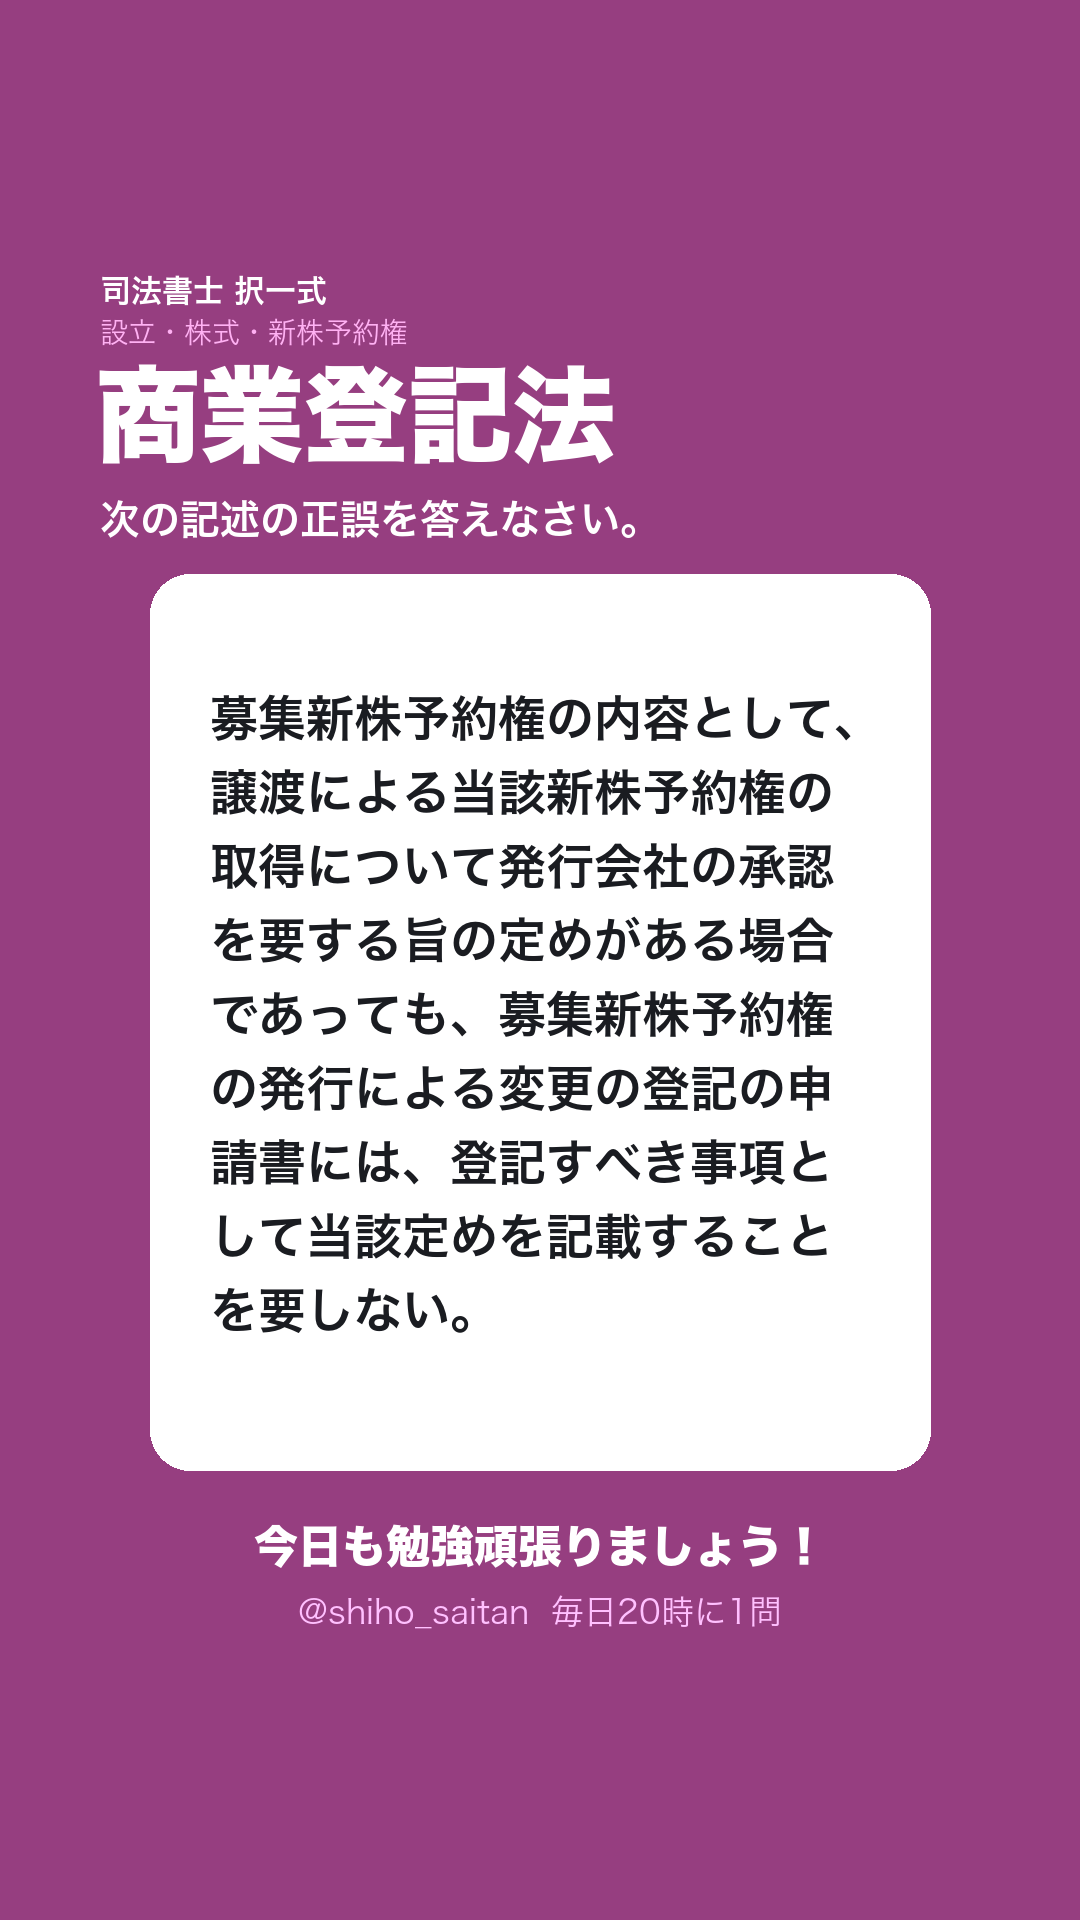 司法書士 択一式
設立・株式・新株予約権
商業登記法
次の記述の正誤を答えなさい。
募集新株予約権の内容として、
譲渡による当該新株予約権の
取得について発行会社の承認
を要する旨の定めがある場合
であっても、募集新株予約権
の発行による変更の登記の申
請書には、登記すべき事項と
して当該定めを記載すること
を要しない。
今日も勉強頑張りましょう！
@shiho_saitan 毎日20時に1問